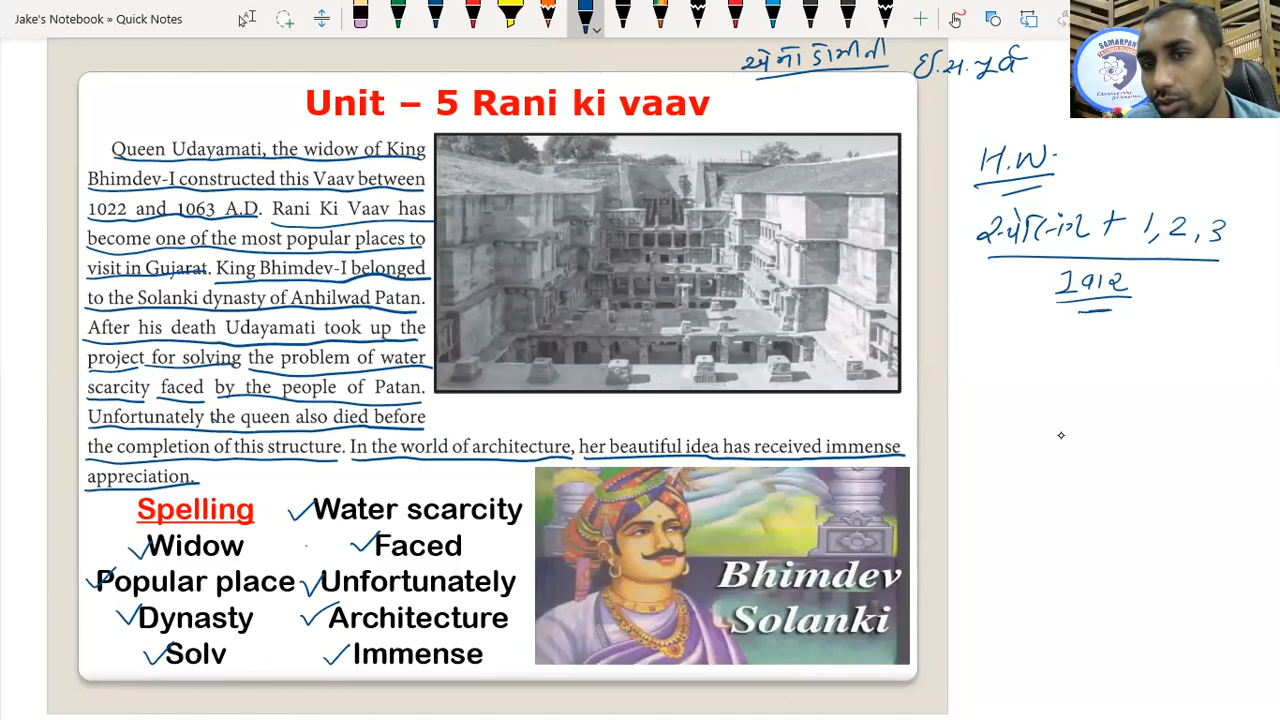 Jake's Notebook » Quick Notes
ઈ.સ. પૂર્વે
Unit – 5 Rani ki vaav
Queen Udayamati, the widow of King
Bhimdev-I constructed this Vaav between
1022 and 1063 A.D. Rani Ki Vaav has
become one of the most popular places to
visit in Gujarat. King Bhimdev-I belonged
to the Solanki dynasty of Anhilwad Patan.
After his death Udayamati took up the
project for solving the problem of water
scarcity faced by the people of Patan.
Unfortunately the queen also died before
the completion of this structure. In the world of architecture, her beautiful idea has received immense
appreciation.
Spelling
Widow
Popular place
Dynasty
Solv
Water scarcity
Faced
Unfortunately
Architecture
Immense
Bhimdev
Solanki
H.W.
+ 1, 2, 3
1 વાર
SAMARPAN